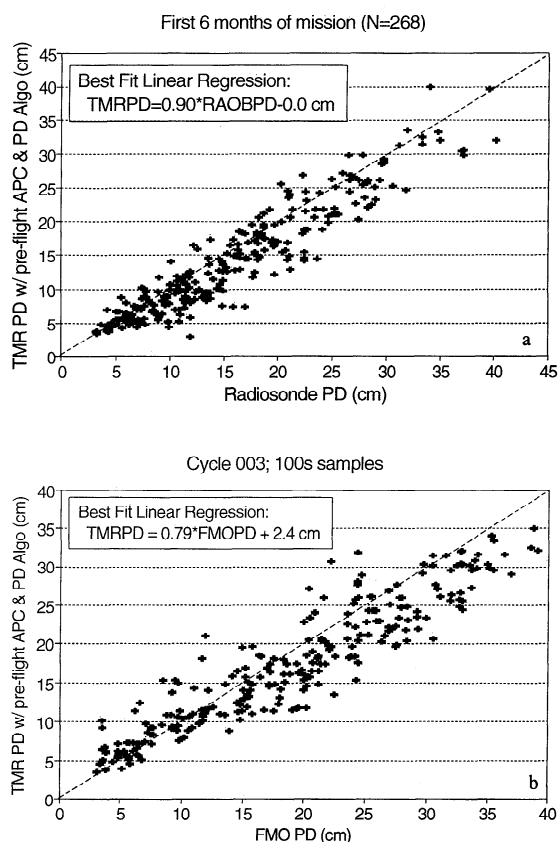 First 6 months of mission (N=268)
TMR PD w/ pre-flight APC & PD Algo (cm)
45
40
35
30
25
20
15
10
5
0
Best Fit Linear Regression:
TMRPD=0.90*RAOBPD-0.0 cm
a
0 5 10 15 20 25 30 35 40 45
Radiosonde PD (cm)
Cycle 003; 100s samples
TMR PD w/ pre-flight APC & PD Algo (cm)
40
35
30
25
20
15
10
5
0
Best Fit Linear Regression:
TMRPD = 0.79*FMOPD + 2.4 cm
b
0 5 10 15 20 25 30 35 40
FMO PD (cm)